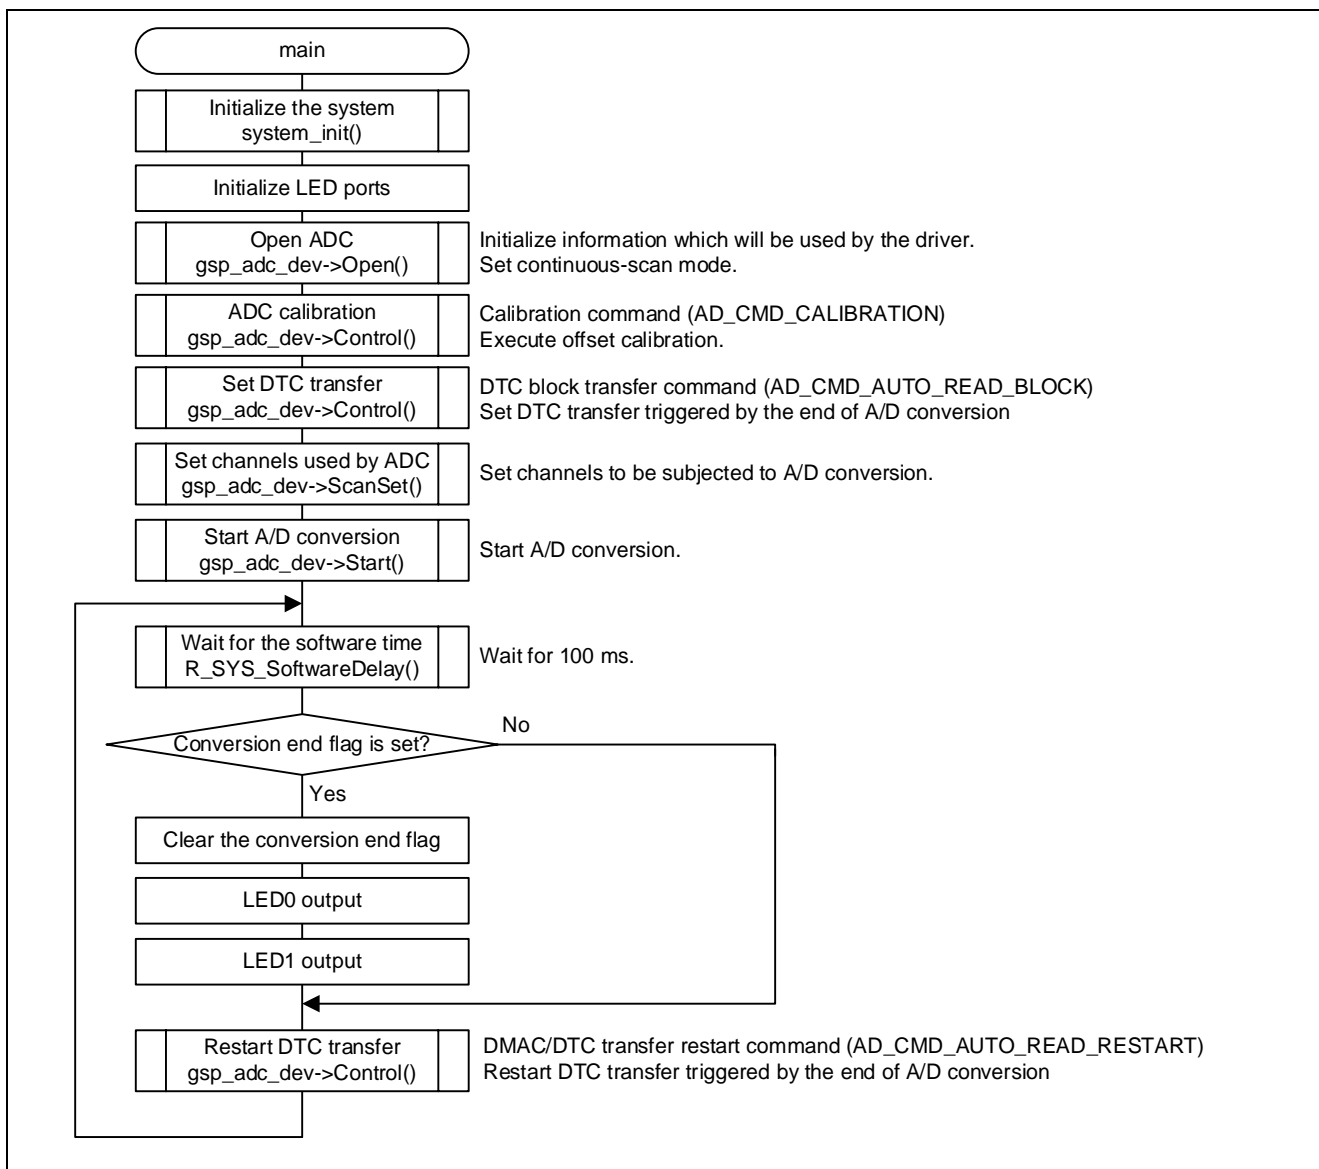 main
Initialize the system
system_init()
Initialize LED ports
Open ADC
gsp_adc_dev->Open()
Initialize information which will be used by the driver.
Set continuous-scan mode.
ADC calibration
gsp_adc_dev->Control()
Calibration command (AD_CMD_CALIBRATION)
Execute offset calibration.
Set DTC transfer
gsp_adc_dev->Control()
DTC block transfer command (AD_CMD_AUTO_READ_BLOCK)
Set DTC transfer triggered by the end of A/D conversion
Set channels used by ADC
gsp_adc_dev->ScanSet()
Set channels to be subjected to A/D conversion.
Start A/D conversion
gsp_adc_dev->Start()
Start A/D conversion.
Wait for the software time
R_SYS_SoftwareDelay()
Wait for 100 ms.
No
Conversion end flag is set?
Yes
Clear the conversion end flag
LED0 output
LED1 output
Restart DTC transfer
gsp_adc_dev->Control()
DMAC/DTC transfer restart command (AD_CMD_AUTO_READ_RESTART)
Restart DTC transfer triggered by the end of A/D conversion